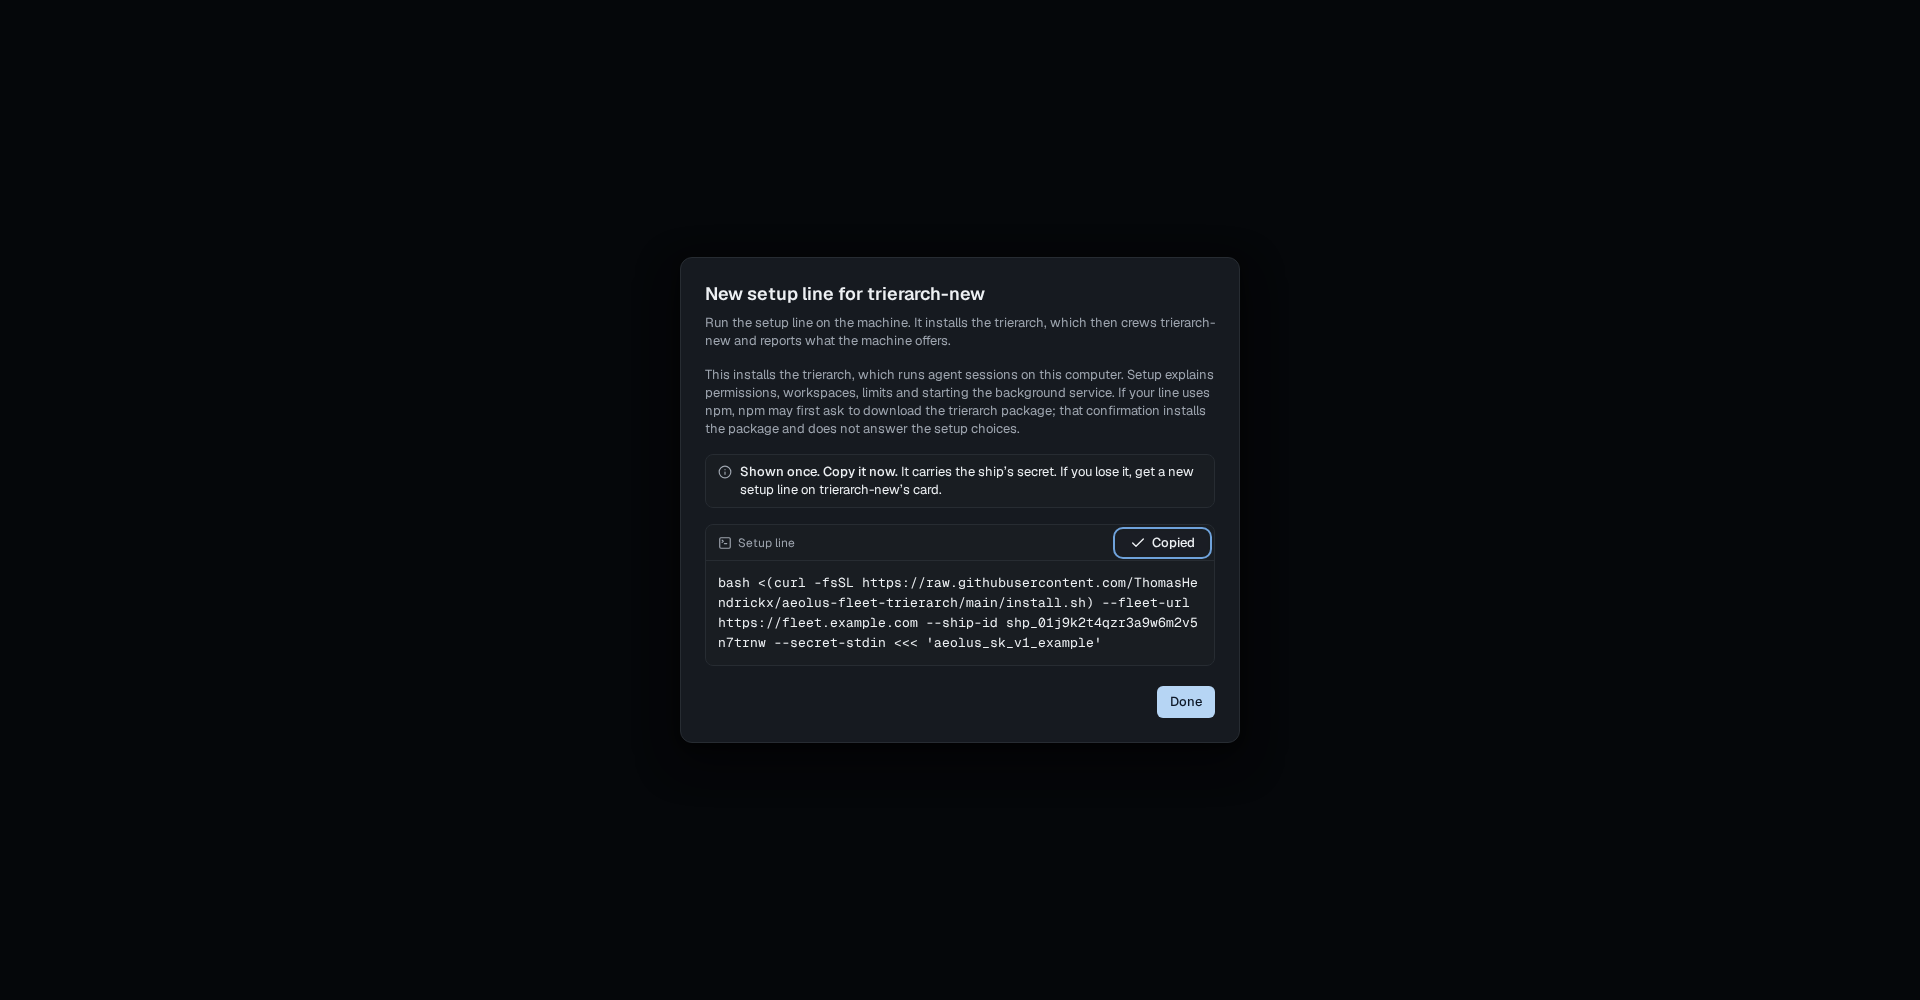 New setup line for trierarch-new
Run the setup line on the machine. It installs the trierarch, which then crews trierarch-
new and reports what the machine offers.
This installs the trierarch, which runs agent sessions on this computer. Setup explains
permissions, workspaces, limits and starting the background service. If your line uses
npm, npm may first ask to download the trierarch package; that confirmation installs
the package and does not answer the setup choices.
Shown once. Copy it now. It carries the ship's secret. If you lose it, get a new
setup line on trierarch-new's card.
Setup line
Copied
bash <(curl -fsSL https://raw.githubusercontent.com/ThomasHe
ndrickx/aeolus-fleet-trierarch/main/install.sh) --fleet-url
https://fleet.example.com --ship-id shp_01j9k2t4qzr3a9w6m2v5
n7trnw --secret-stdin <<< 'aeolus_sk_v1_example'
Done